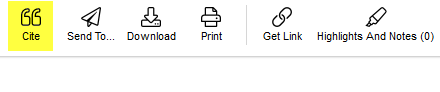 Cite Send To... Download Print Get Link Highlights And Notes (0)